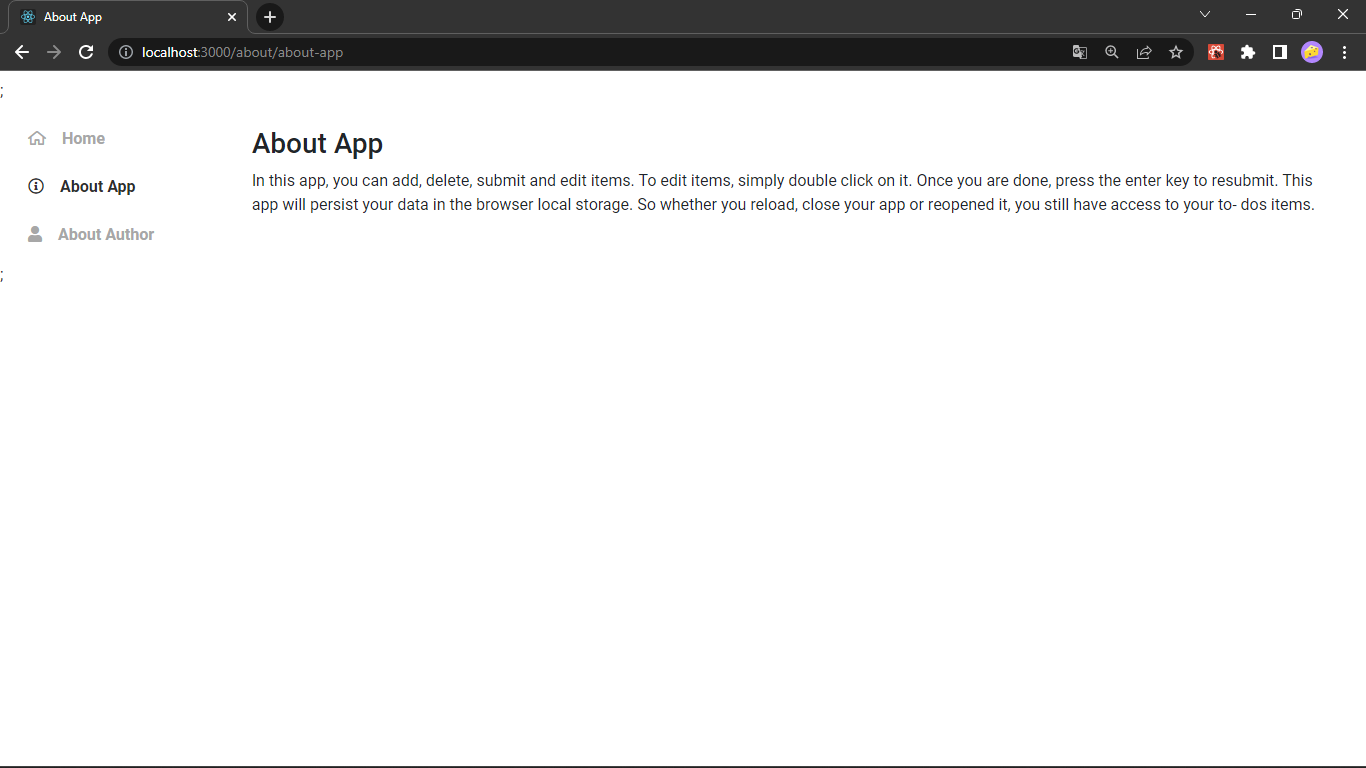 About App
localhost:3000/about/about-app
;
Home
About App
About Author
About App
In this app, you can add, delete, submit and edit items. To edit items, simply double click on it. Once you are done, press the enter key to resubmit. This
app will persist your data in the browser local storage. So whether you reload, close your app or reopened it, you still have access to your to- dos items.
;